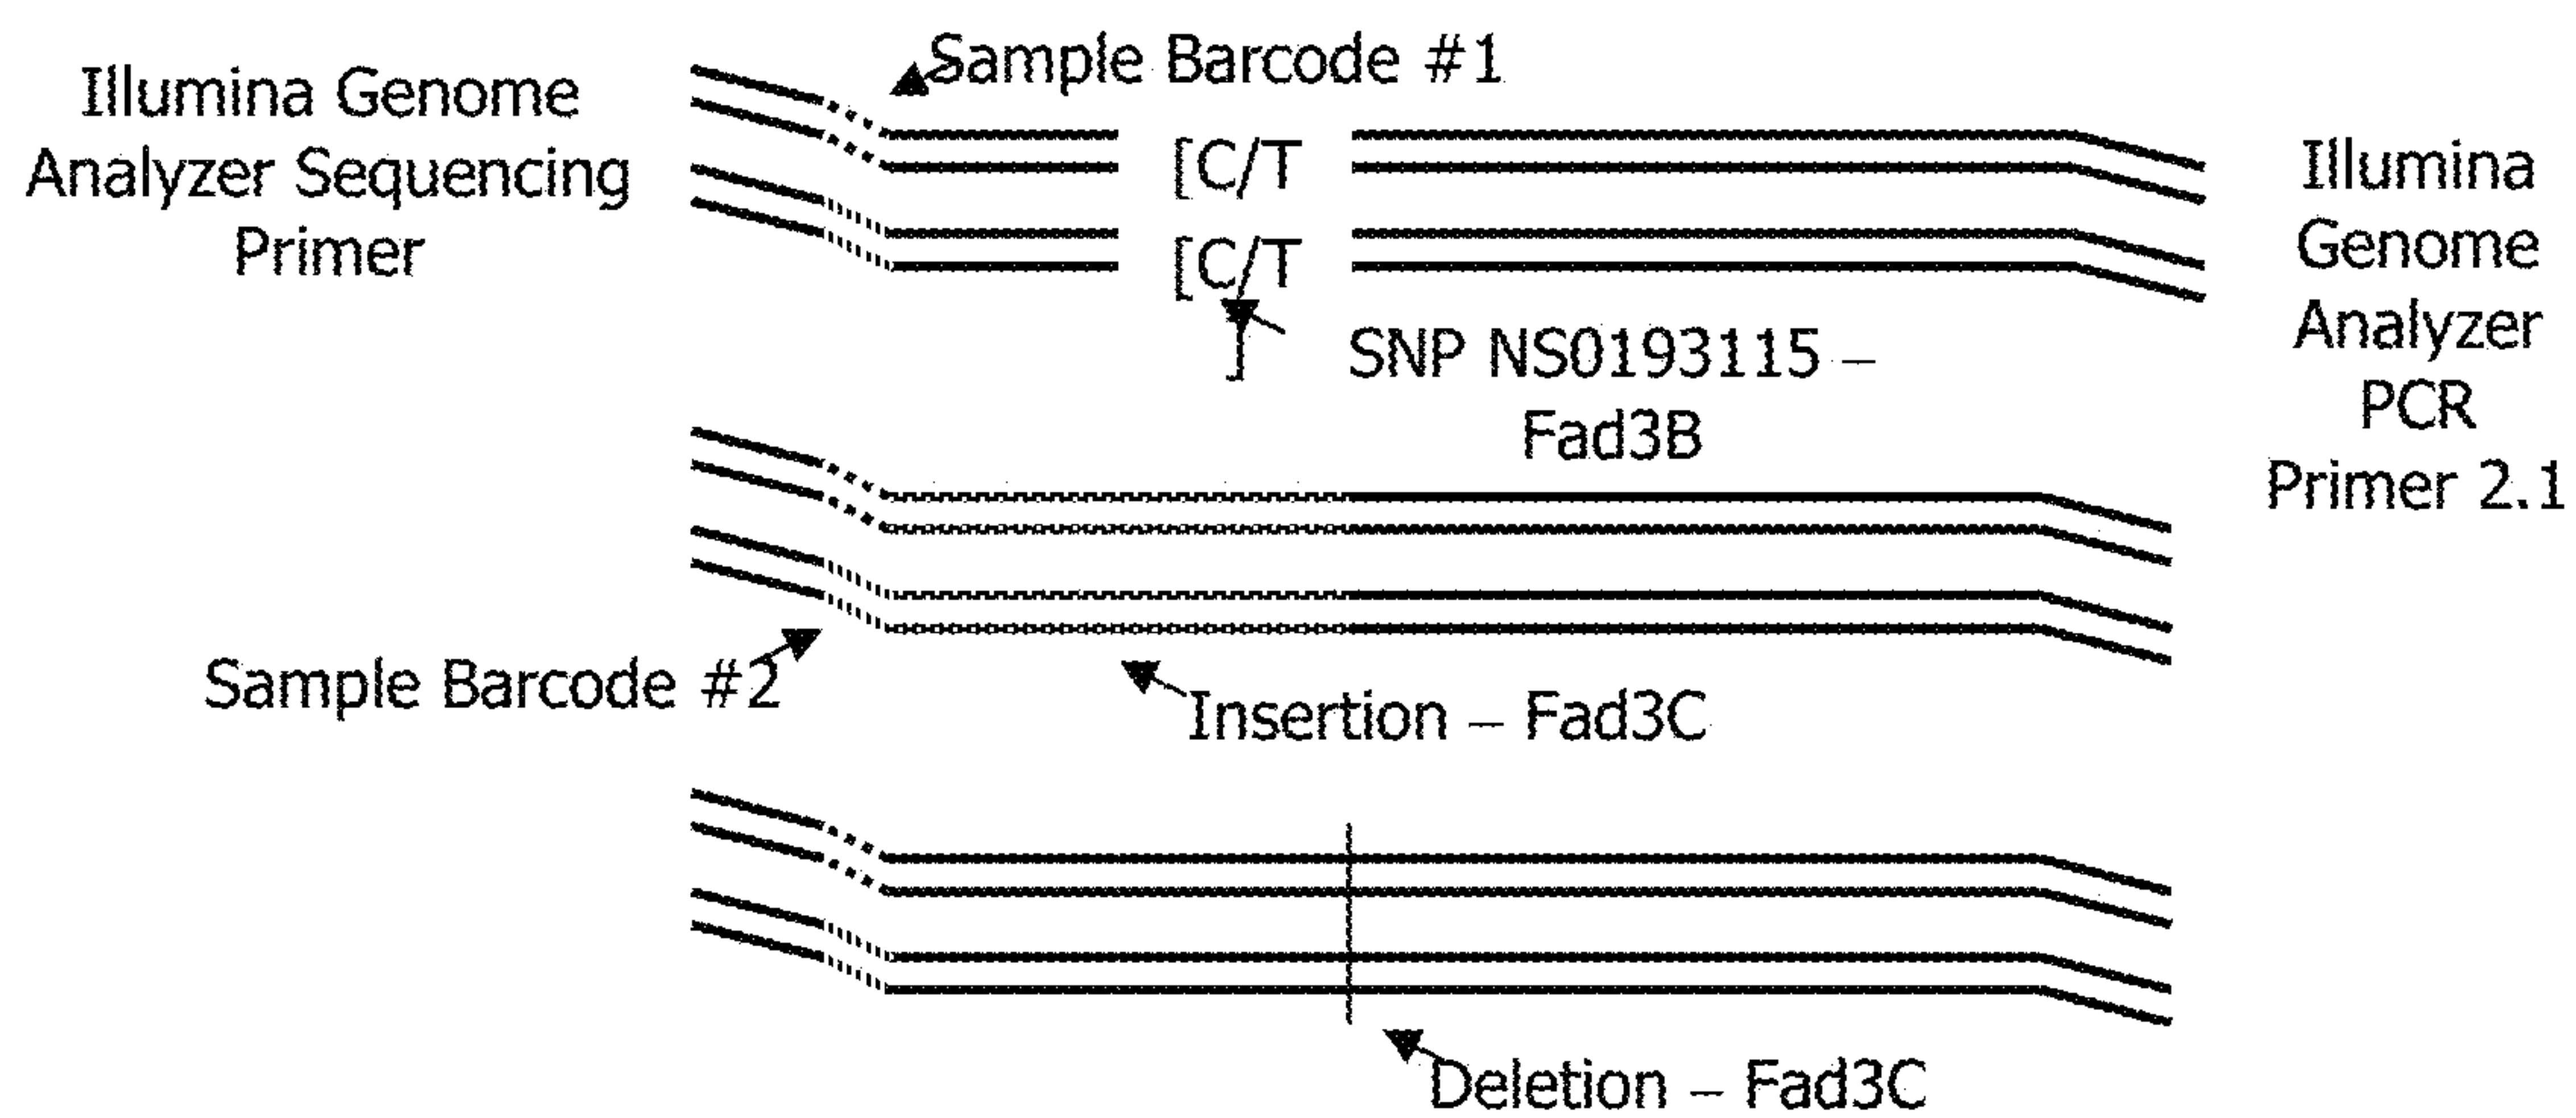 Sample Barcode #1
Illumina Genome
Analyzer Sequencing
Primer
[C/T
[C/T
]
SNP NS0193115 –
Fad3B
Illumina
Genome
Analyzer
PCR
Primer 2.1
Sample Barcode #2
Insertion – Fad3C
Deletion – Fad3C